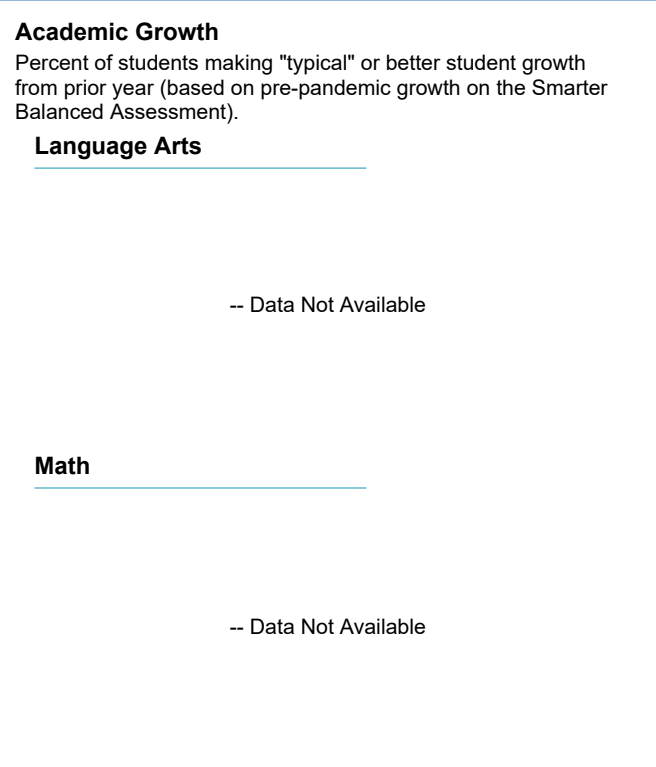 Academic Growth
Percent of students making "typical" or better student growth
from prior year (based on pre-pandemic growth on the Smarter
Balanced Assessment).
Language Arts
-- Data Not Available
Math
-- Data Not Available